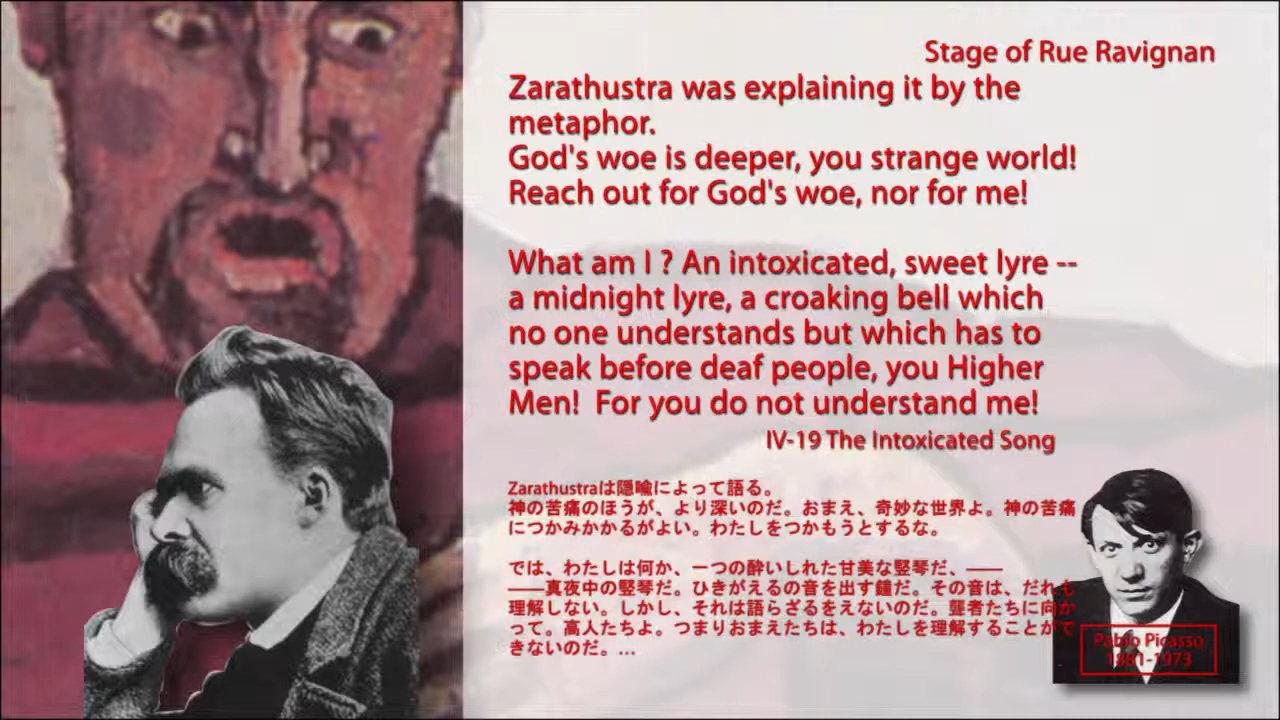 Stage of Rue Ravignan
Zarathustra was explaining it by the
metaphor.
God's woe is deeper, you strange world!
Reach out for God's woe, nor for me!
What am I ? An intoxicated, sweet lyre --
a midnight lyre, a croaking bell which
no one understands but which has to
speak before deaf people, you Higher
Men!  For you do not understand me!
IV-19 The Intoxicated Song
Zarathustraは隠喩によって語る。
神の苦痛のほうが、より深いのだ。おまえ、奇妙な世界よ。神の苦痛
につかみかかるがよい。わたしをつかもうとするな。
では、わたしは何か、一つの酔いしれた甘美な竪琴だ、――
――真夜中の竪琴だ。ひきがえるの音を出す鐘だ。その音は、だれも
理解しない。しかし、それは語らざるをえないのだ。聾者たちに向か
って。高人たちよ。つまりおまえたちは、わたしを理解することがで
きないのだ。…
Pablo Picasso
1881-1973